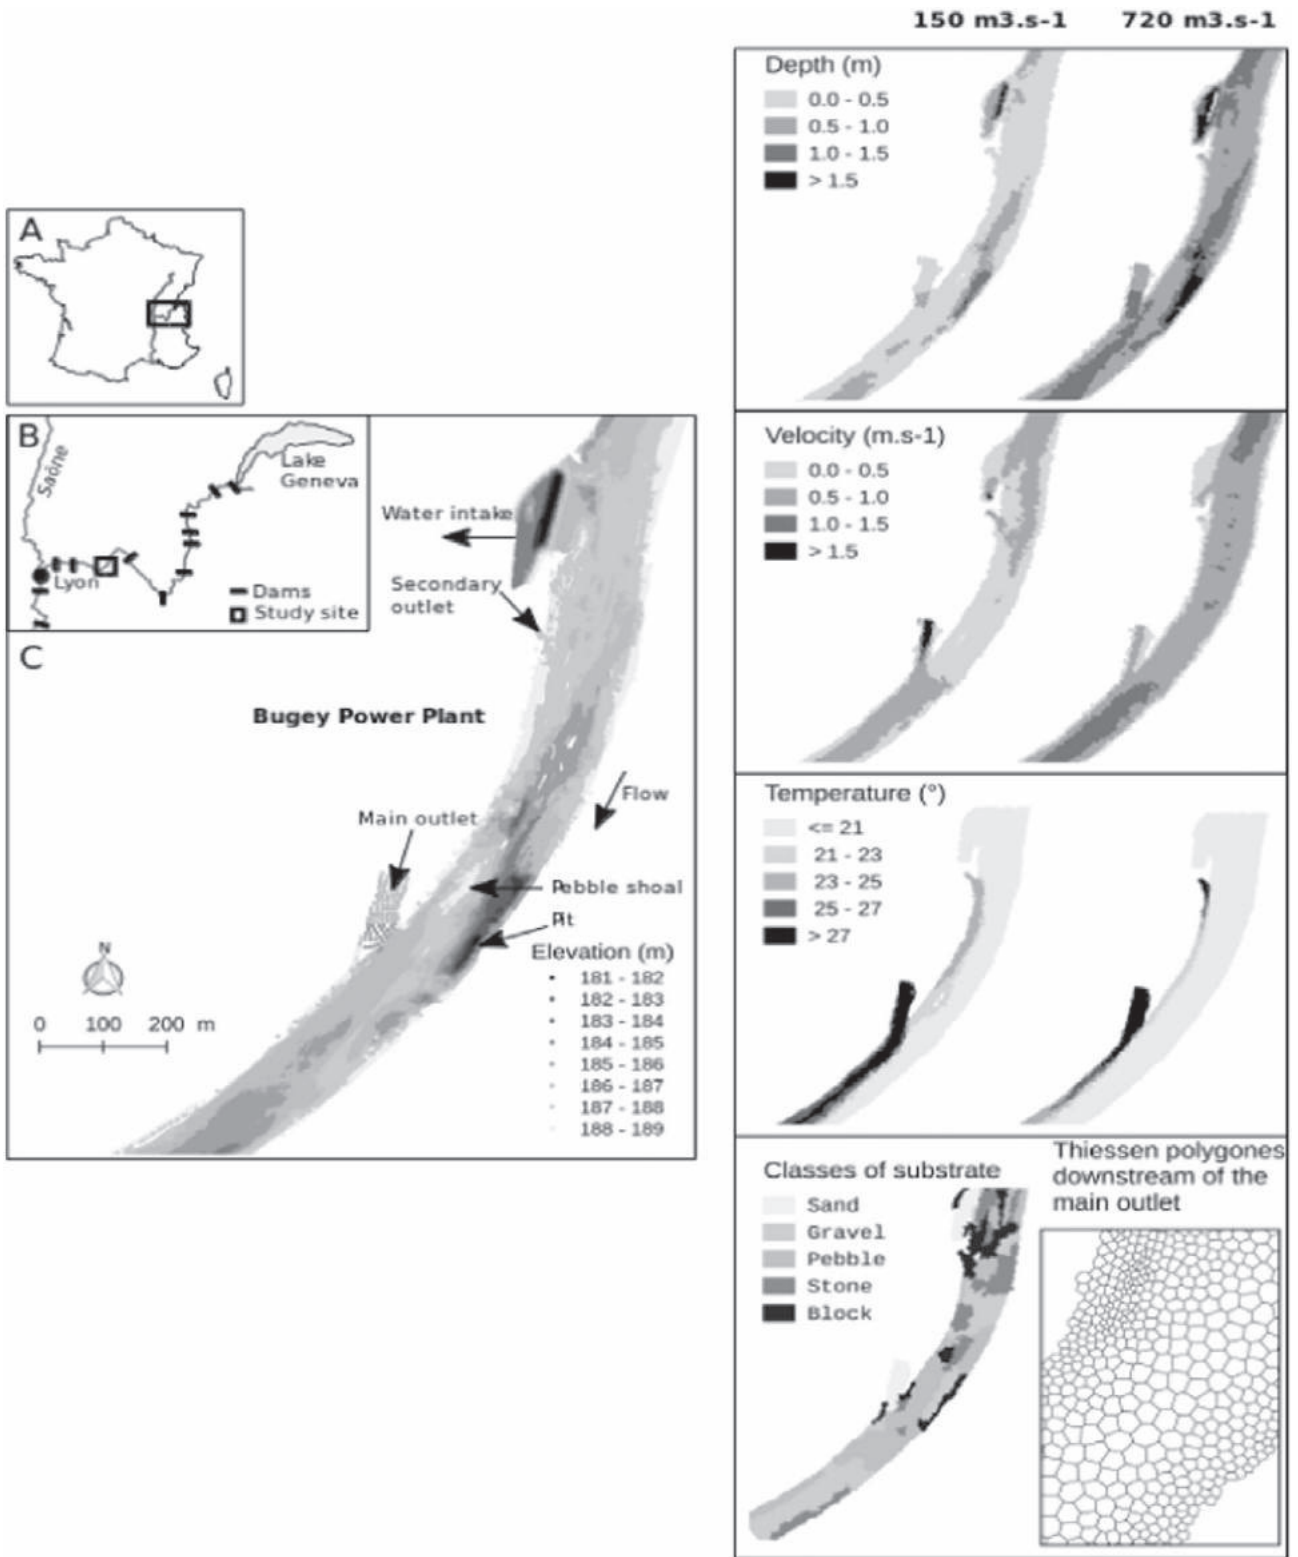 150 m3.s-1 720 m3.s-1
Depth (m)
0.0 - 0.5
0.5 - 1.0
1.0 - 1.5
> 1.5
A
B
Saône
Lake
Geneva
Lyon
Dams
Study site
C
Water intake
Secondary
outlet
Bugey Power Plant
Flow
Main outlet
Pebble shoal
Pit
N
0 100 200 m
Elevation (m)
181 - 182
182 - 183
183 - 184
184 - 185
185 - 186
186 - 187
187 - 188
188 - 189
Velocity (m.s-1)
0.0 - 0.5
0.5 - 1.0
1.0 - 1.5
> 1.5
Temperature (°)
<= 21
21 - 23
23 - 25
25 - 27
> 27
Classes of substrate
Sand
Gravel
Pebble
Stone
Block
Thiessen polygones
downstream of the
main outlet